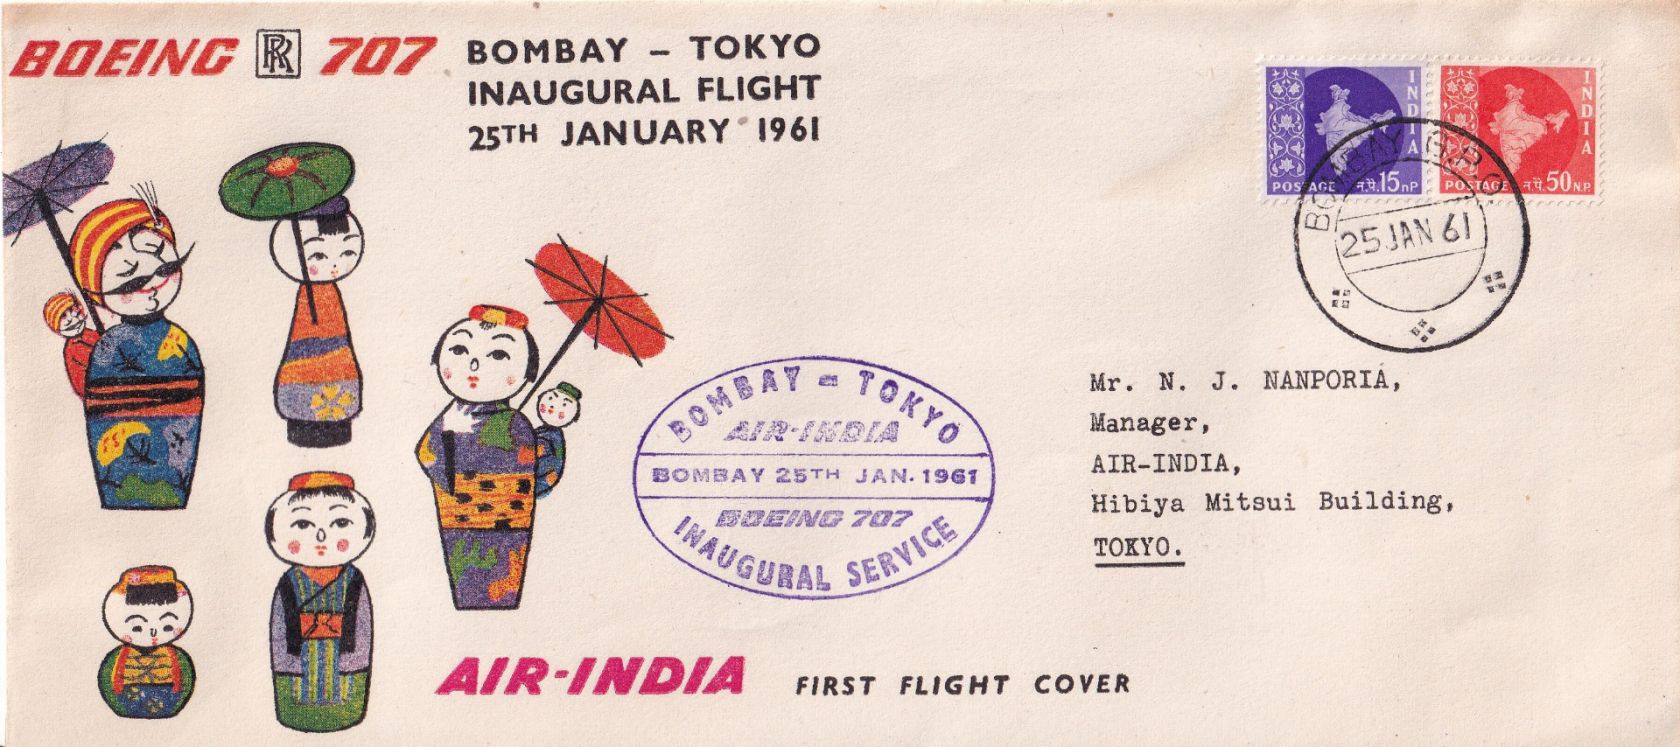 BOEING RR 707
BOMBAY – TOKYO
INAUGURAL FLIGHT
25TH JANUARY 1961
INDIA
POSTAGE न.पै.15 nP
INDIA
POSTAGE न.पै.50 N.P.
BOMBAY G.P.O.
25 JAN 61
BOMBAY – TOKYO
AIR-INDIA
BOMBAY 25TH JAN. 1961
BOEING 707
INAUGURAL SERVICE
Mr. N. J. NANPORIA,
Manager,
AIR-INDIA,
Hibiya Mitsui Building,
TOKYO.
AIR-INDIA FIRST FLIGHT COVER